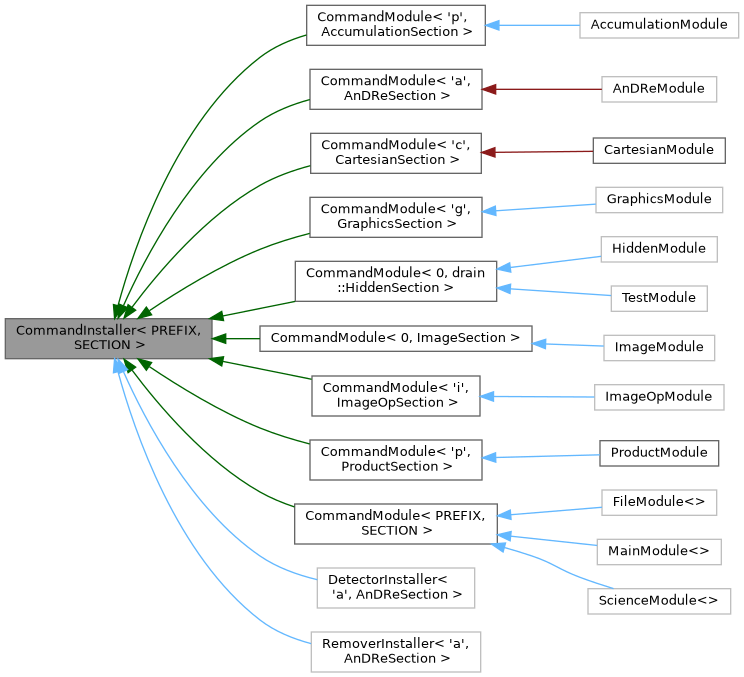 CommandModule< 'p',
AccumulationSection >
AccumulationModule
CommandModule< 'a',
AnDReSection >
AnDReModule
CommandModule< 'c',
CartesianSection >
CartesianModule
CommandModule< 'g',
GraphicsSection >
GraphicsModule
CommandModule< 0, drain
::HiddenSection >
HiddenModule
TestModule
CommandInstaller< PREFIX,
SECTION >
CommandModule< 0, ImageSection >
ImageModule
CommandModule< 'i',
ImageOpSection >
ImageOpModule
CommandModule< 'p',
ProductSection >
ProductModule
CommandModule< PREFIX,
SECTION >
FileModule<>
MainModule<>
ScienceModule<>
DetectorInstaller<
'a', AnDReSection >
RemoverInstaller< 'a',
AnDReSection >